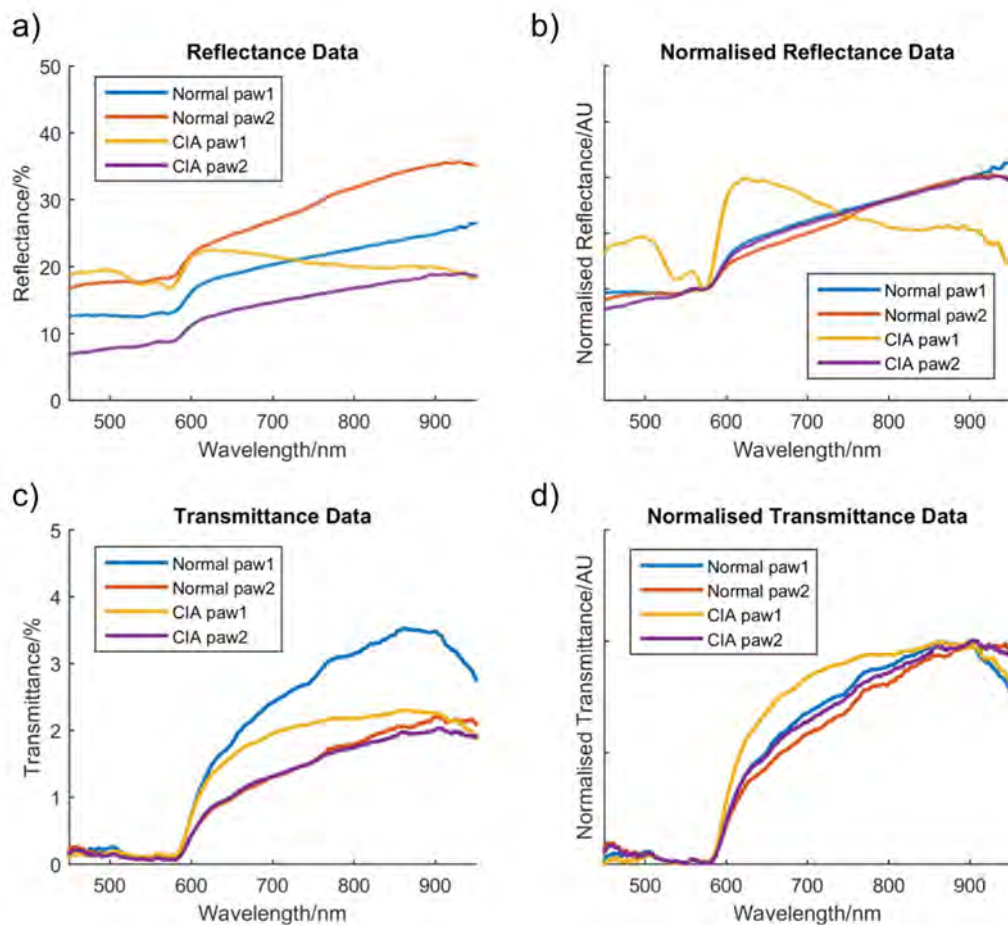 a)
Reflectance Data
Reflectance/%
50
40
30
20
10
0
Normal paw1
Normal paw2
CIA paw1
CIA paw2
500 600 700 800 900
Wavelength/nm
b)
Normalised Reflectance Data
Normalised Reflectance/AU
Normal paw1
Normal paw2
CIA paw1
CIA paw2
500 600 700 800 900
Wavelength/nm
c)
Transmittance Data
Transmittance/%
5
4
3
2
1
0
Normal paw1
Normal paw2
CIA paw1
CIA paw2
500 600 700 800 900
Wavelength/nm
d)
Normalised Transmittance Data
Normalised Transmittance/AU
Normal paw1
Normal paw2
CIA paw1
CIA paw2
500 600 700 800 900
Wavelength/nm